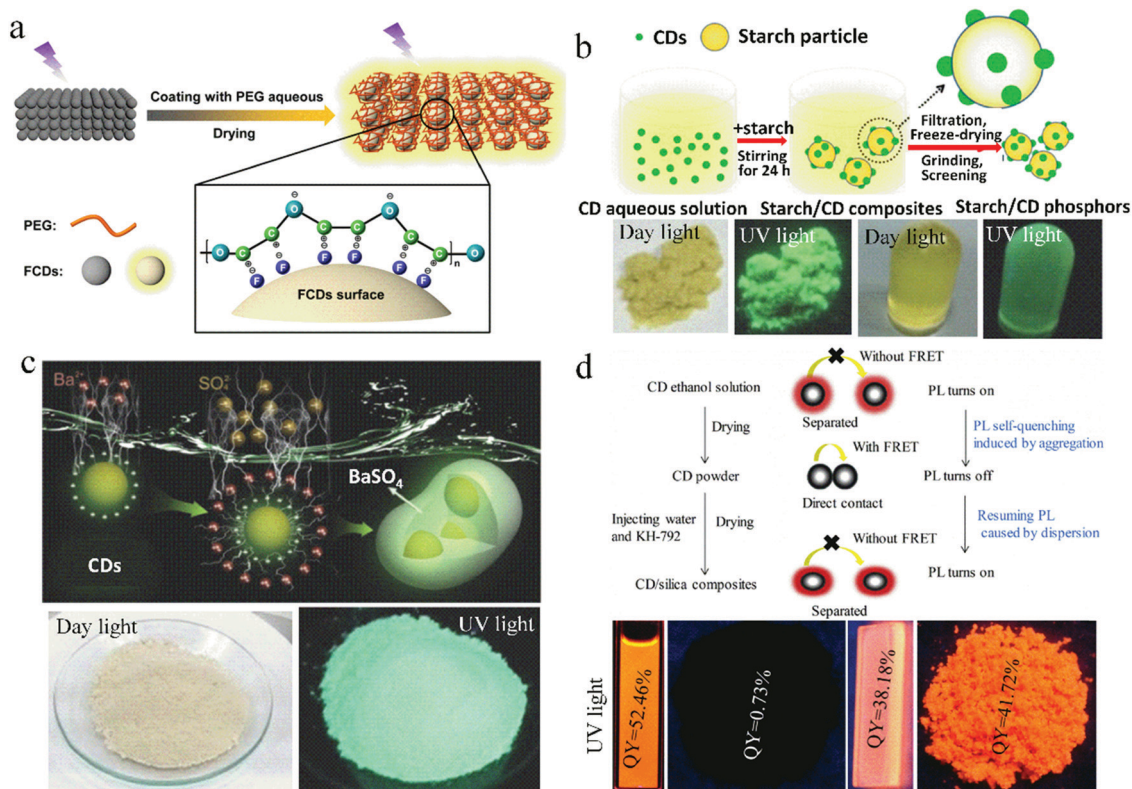 a
Coating with PEG aqueous
Drying
PEG:
FCDs:
O
O
O
C
C
C
C
C
C
O
n
F
F
F
F
F
F
FCDs surface
b
CDs
Starch particle
+starch
Stirring
for 24 h
Filtration,
Freeze-drying
Grinding,
Screening
CD aqueous solution
Starch/CD composites
Starch/CD phosphors
Day light
UV light
Day light
UV light
c
Ba²⁺
SO₄²⁻
BaSO₄
CDs
Day light
UV light
d
CD ethanol solution
Without FRET
PL turns on
Separated
Drying
PL self-quenching
induced by aggregation
With FRET
CD powder
PL turns off
Direct contact
Injecting water
and KH-792
Drying
Resuming PL
caused by dispersion
Without FRET
CD/silica composites
PL turns on
Separated
UV light
QY=52.46%
QY=0.73%
QY=38.18%
QY=41.72%